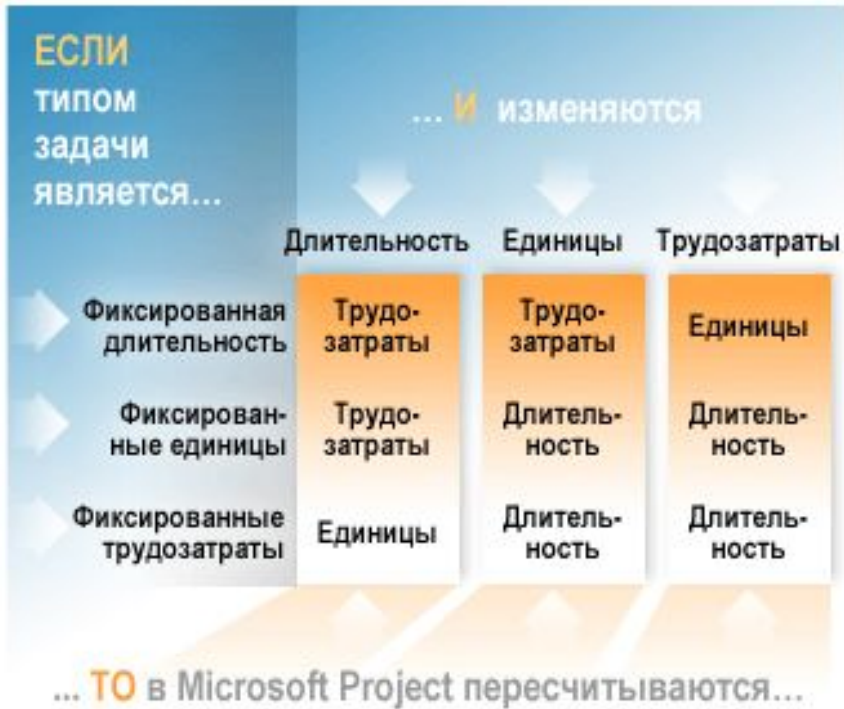 ЕСЛИ
типом
задачи
является...
... И изменяются
Длительность Единицы Трудозатраты
Фиксированная
длительность
Трудо-
затраты
Трудо-
затраты
Единицы
Фиксирован-
ные единицы
Трудо-
затраты
Длитель-
ность
Длитель-
ность
Фиксированные
трудозатраты
Единицы
Длитель-
ность
Длитель-
ность
... ТО в Microsoft Project пересчитываются...